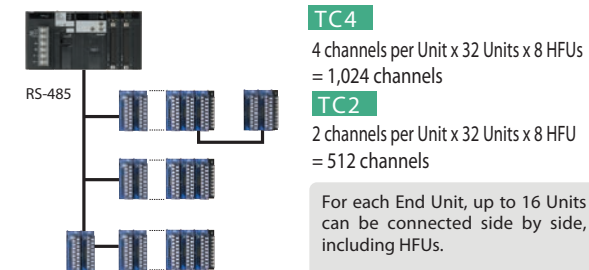 RS-485
TC4
4 channels per Unit x 32 Units x 8 HFUs
= 1,024 channels
TC2
2 channels per Unit x 32 Units x 8 HFU
= 512 channels
For each End Unit, up to 16 Units
can be connected side by side,
including HFUs.